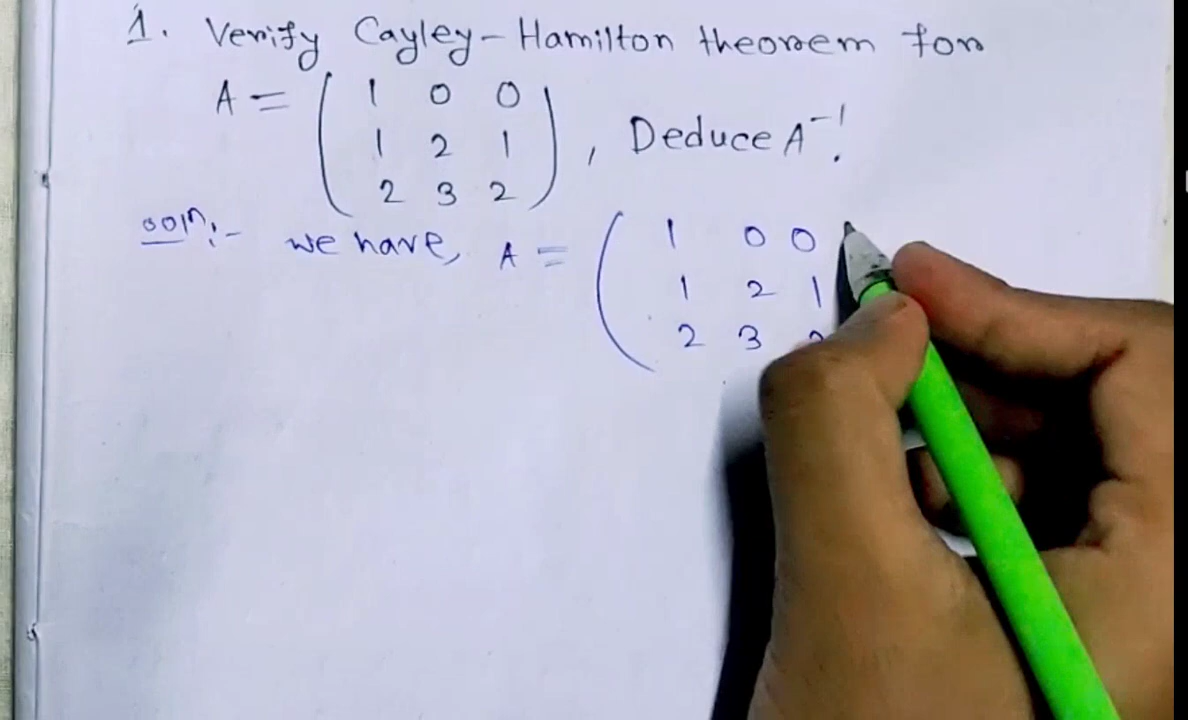 1. Verify Cayley-Hamilton theorem for
A = ( 1 0 0
1 2 1
2 3 2 ) , Deduce A⁻¹.
soln:- we have, A = ( 1 0 0
1 2 1
2 3